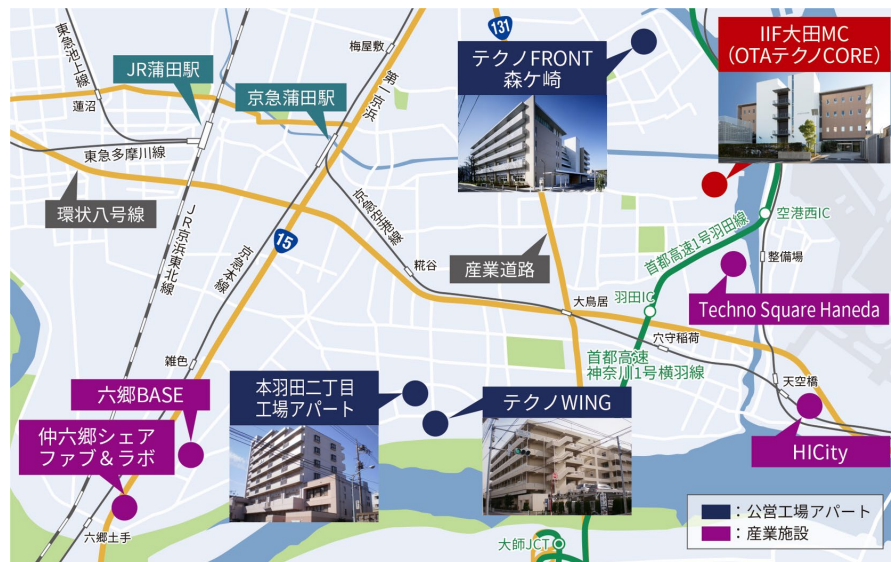 東急池上線
蓮沼
JR蒲田駅
東急多摩川線
環状八号線
JR京浜東北線
京急蒲田駅
梅屋敷
第一京浜
15
京急本線
京急空港線
糀谷
雑色
131
テクノFRONT
森ケ崎
産業道路
大鳥居
IIF大田MC
(OTAテクノCORE)
首都高速1号羽田線
空港西IC
整備場
羽田IC
Techno Square Haneda
穴守稲荷
首都高速
神奈川1号横羽線
天空橋
HICity
六郷BASE
仲六郷シェア
ファブ&ラボ
六郷土手
本羽田二丁目
工場アパート
テクノWING
大師JCT
:公営工場アパート
:産業施設